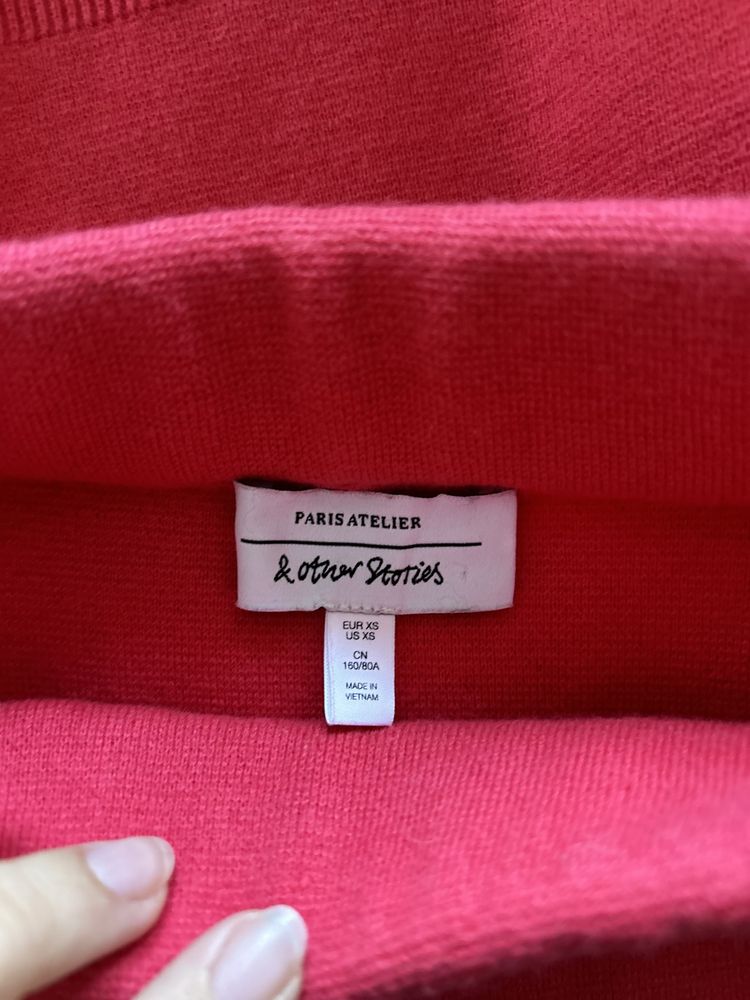 PARIS ATELIER
& other Stories
EUR XS
US XS
CN
160/80A
MADE IN
VIETNAM